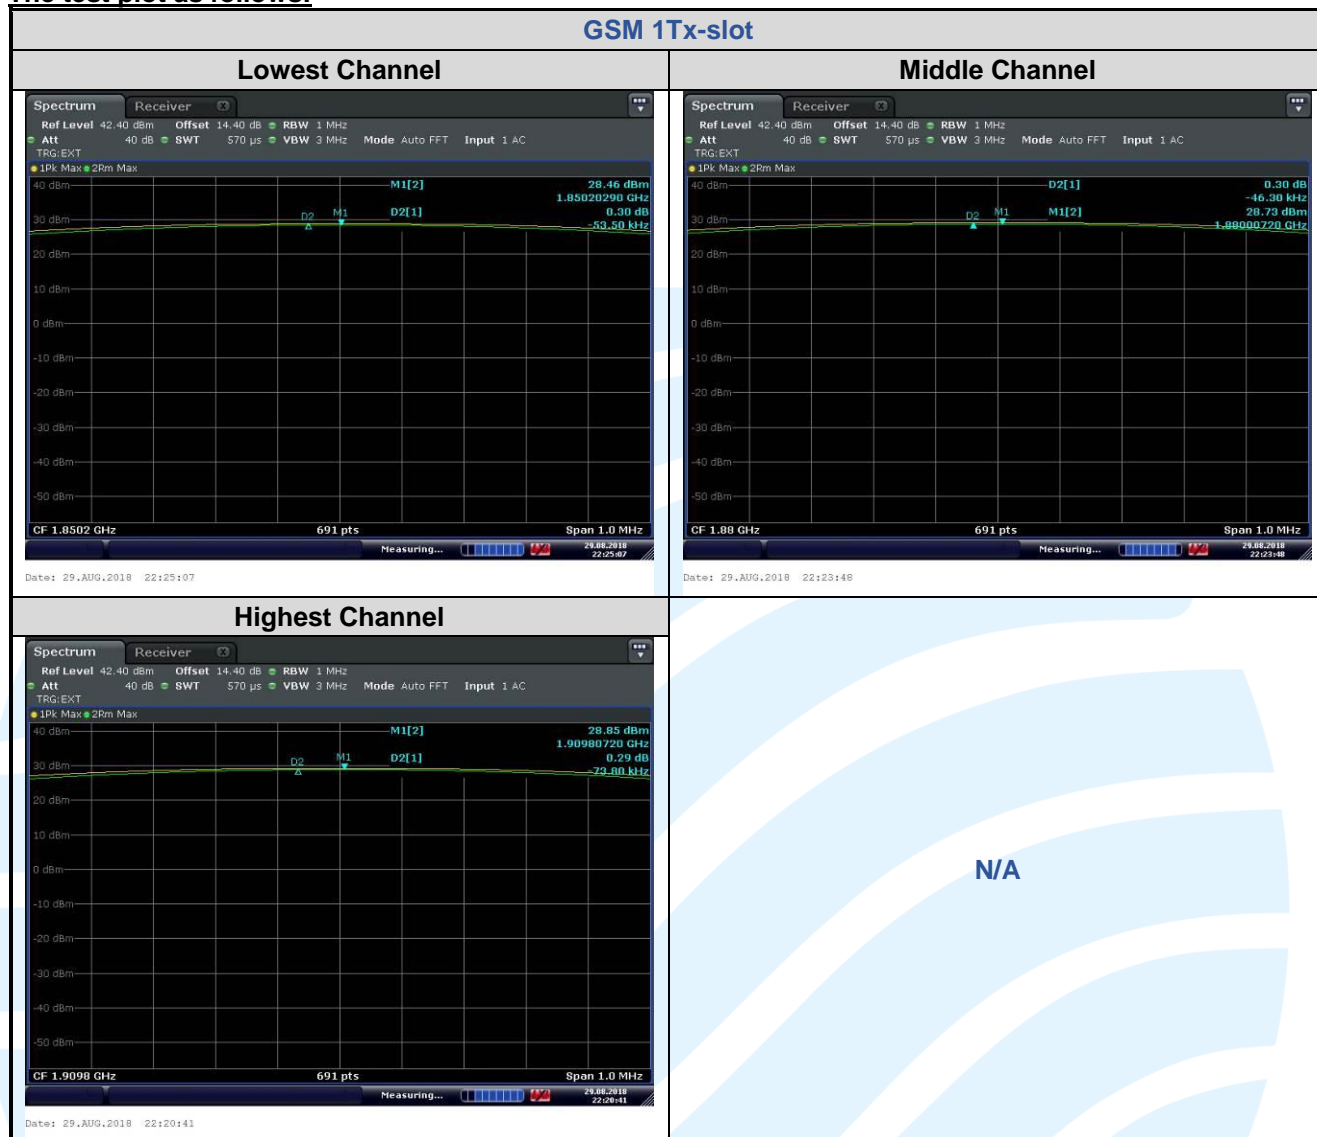 The test plot as follows:
GSM 1Tx-slot
Lowest Channel
Middle Channel
Spectrum Receiver
Ref Level 42.40 dBm Offset 14.40 dB RBW 1 MHz
Att 40 dB SWT 570 µs VBW 3 MHz Mode Auto FFT Input 1 AC
TRG:EXT
1Pk Max 2Rm Max
40 dBm
M1[2] 28.46 dBm
1.85020290 GHz
D2[1] 0.30 dB
-53.50 kHz
D2 M1
30 dBm
20 dBm
10 dBm
0 dBm
-10 dBm
-20 dBm
-30 dBm
-40 dBm
-50 dBm
CF 1.8502 GHz 691 pts Span 1.0 MHz
Measuring... 29.08.2018
22:25:07
Date: 29.AUG.2018 22:25:07
Spectrum Receiver
Ref Level 42.40 dBm Offset 14.40 dB RBW 1 MHz
Att 40 dB SWT 570 µs VBW 3 MHz Mode Auto FFT Input 1 AC
TRG:EXT
1Pk Max 2Rm Max
40 dBm
D2[1] 0.30 dB
-46.30 kHz
M1[2] 28.73 dBm
1.88000720 GHz
D2 M1
30 dBm
20 dBm
10 dBm
0 dBm
-10 dBm
-20 dBm
-30 dBm
-40 dBm
-50 dBm
CF 1.88 GHz 691 pts Span 1.0 MHz
Measuring... 29.08.2018
22:23:48
Date: 29.AUG.2018 22:23:48
Highest Channel
Spectrum Receiver
Ref Level 42.40 dBm Offset 14.40 dB RBW 1 MHz
Att 40 dB SWT 570 µs VBW 3 MHz Mode Auto FFT Input 1 AC
TRG:EXT
1Pk Max 2Rm Max
40 dBm
M1[2] 28.85 dBm
1.90980720 GHz
D2[1] 0.29 dB
-73.80 kHz
D2 M1
30 dBm
20 dBm
10 dBm
0 dBm
-10 dBm
-20 dBm
-30 dBm
-40 dBm
-50 dBm
CF 1.9098 GHz 691 pts Span 1.0 MHz
Measuring... 29.08.2018
22:20:41
Date: 29.AUG.2018 22:20:41
N/A